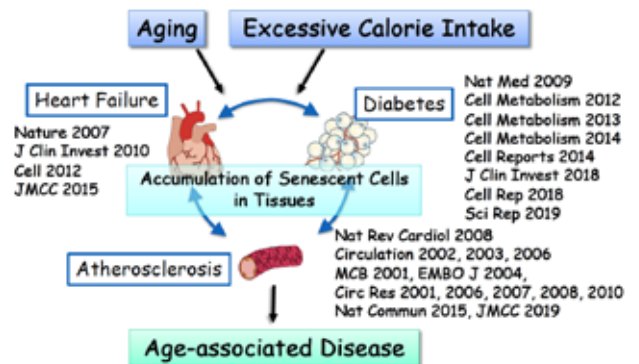 Aging
Excessive Calorie Intake
Heart Failure
Nature 2007
J Clin Invest 2010
Cell 2012
JMCC 2015
Diabetes
Nat Med 2009
Cell Metabolism 2012
Cell Metabolism 2013
Cell Metabolism 2014
Cell Reports 2014
J Clin Invest 2018
Cell Rep 2018
Sci Rep 2019
Accumulation of Senescent Cells
in Tissues
Atherosclerosis
Nat Rev Cardiol 2008
Circulation 2002, 2003, 2006
MCB 2001, EMBO J 2004,
Circ Res 2001, 2006, 2007, 2008, 2010
Nat Commun 2015, JMCC 2019
Age-associated Disease